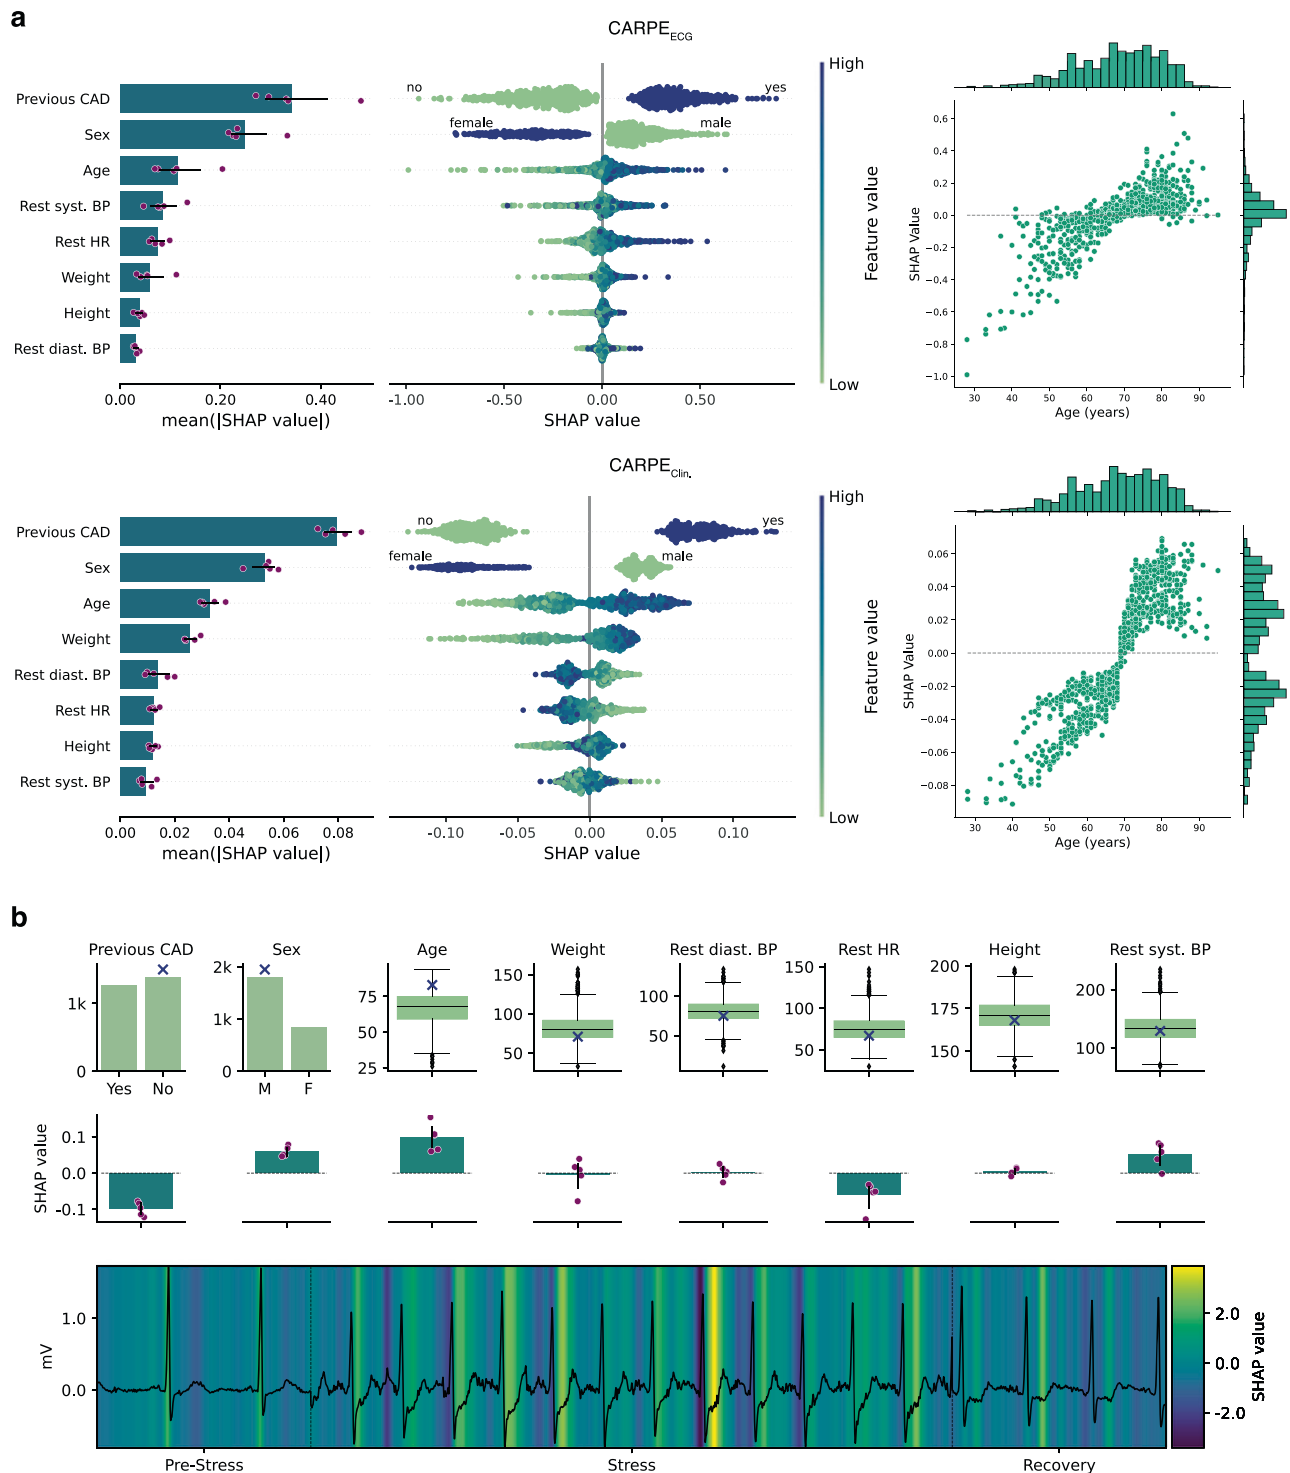 a
CARPE_ECG
Previous CAD
Sex
Age
Rest syst. BP
Rest HR
Weight
Height
Rest diast. BP
0.00 0.20 0.40
mean(|SHAP value|)
no yes
female male
-1.00 -0.50 0.00 0.50
SHAP value
High
Feature value
Low
0.6
0.4
0.2
0.0
−0.2
−0.4
−0.6
−0.8
−1.0
SHAP Value
30 40 50 60 70 80 90
Age (years)
CARPE_Clin.
Previous CAD
Sex
Age
Weight
Rest diast. BP
Rest HR
Height
Rest syst. BP
0.00 0.02 0.04 0.06 0.08
mean(|SHAP value|)
no yes
female male
-0.10 -0.05 0.00 0.05 0.10
SHAP value
High
Feature value
Low
0.06
0.04
0.02
0.00
−0.02
−0.04
−0.06
−0.08
SHAP Value
30 40 50 60 70 80 90
Age (years)
b
Previous CAD Sex Age Weight Rest diast. BP Rest HR Height Rest syst. BP
1k
0
Yes No
2k
1k
0
M F
75
50
25
150
100
50
100
50
150
100
50
200
175
150
200
100
SHAP value
0.1
0.0
-0.1
mV
1.0
0.0
Pre-Stress Stress Recovery
2.0
0.0
-2.0
SHAP value